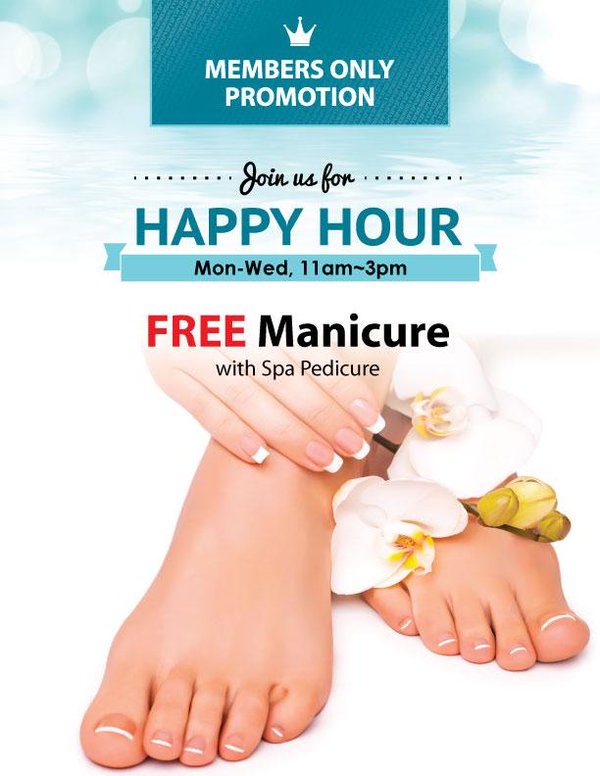 MEMBERS ONLY
PROMOTION
Join us for
HAPPY HOUR
Mon-Wed, 11am~3pm
FREE Manicure
with Spa Pedicure